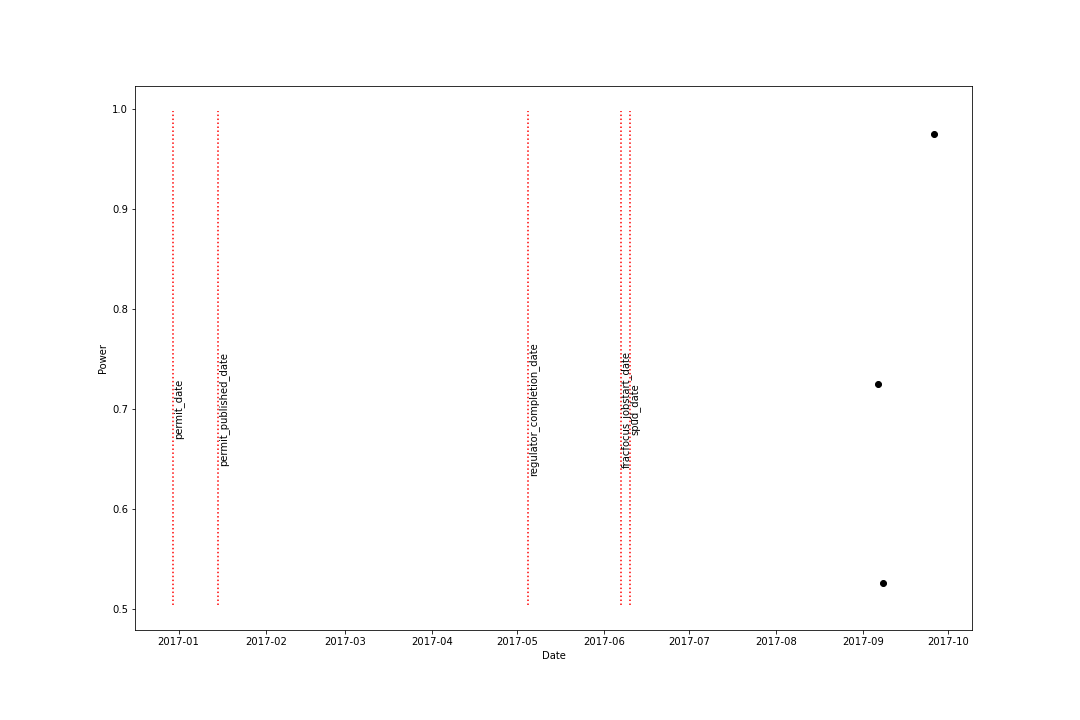 1.0
0.9
0.8
0.7
0.6
0.5
Power
permit_date
permit_published_date
regulator_completion_date
fracfocus_jobstart_date
spud_date
2017-01
2017-02
2017-03
2017-04
2017-05
2017-06
2017-07
2017-08
2017-09
2017-10
Date